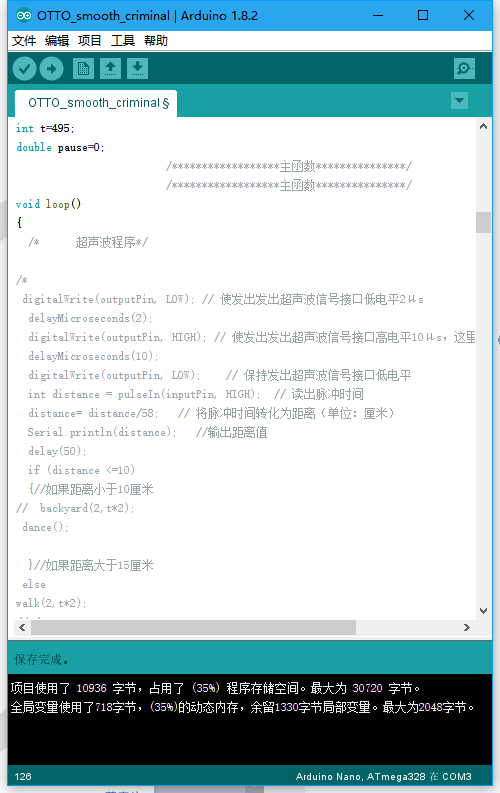 OTTO_smooth_criminal | Arduino 1.8.2
文件 编辑 项目 工具 帮助
OTTO_smooth_criminal §
int t=495;
double pause=0;
/******************主函数***************/
/******************主函数***************/
void loop()
{
/*      超声波程序*/
/*
digitalWrite(outputPin, LOW); // 使发出发出超声波信号接口低电平2μs
delayMicroseconds(2);
digitalWrite(outputPin, HIGH); // 使发出发出超声波信号接口高电平10μs，这里
delayMicroseconds(10);
digitalWrite(outputPin, LOW);    // 保持发出超声波信号接口低电平
int distance = pulseIn(inputPin, HIGH);  // 读出脉冲时间
distance= distance/58;   // 将脉冲时间转化为距离（单位：厘米）
Serial.println(distance);   //输出距离值
delay(50);
if (distance <=10)
{//如果距离小于10厘米
//  backyard(2,t*2);
dance();
}//如果距离大于15厘米
else
walk(2,t*2);
保存完成。
项目使用了 10936 字节，占用了 (35%) 程序存储空间。最大为 30720 字节。
全局变量使用了718字节，(35%)的动态内存，余留1330字节局部变量。最大为2048字节。
126
Arduino Nano, ATmega328 在 COM3